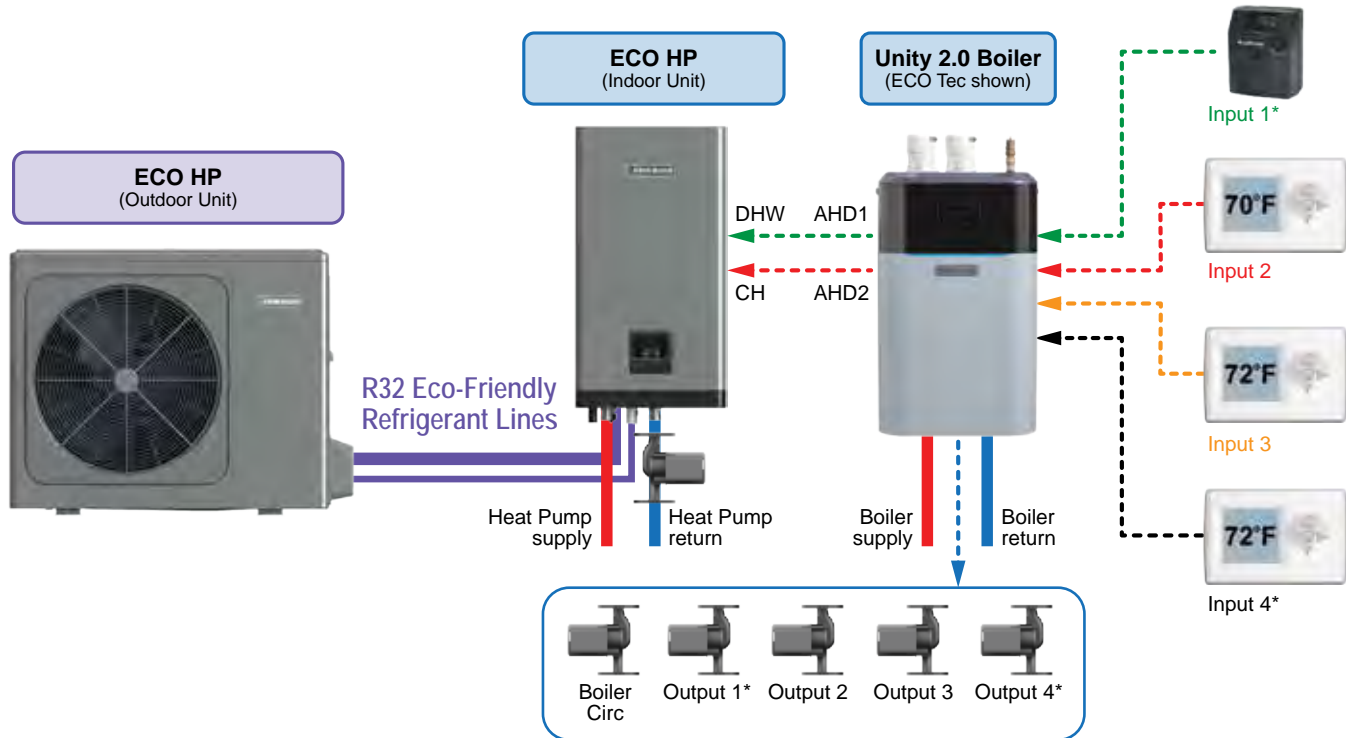 ECO HP
(Indoor Unit)
Unity 2.0 Boiler
(ECO Tec shown)
Input 1*
ECO HP
(Outdoor Unit)
DHW
AHD1
70°F
Input 2
CH
AHD2
R32 Eco-Friendly
Refrigerant Lines
72°F
Input 3
Heat Pump
supply
Heat Pump
return
Boiler
supply
Boiler
return
72°F
Input 4*
Boiler
Circ
Output 1*
Output 2
Output 3
Output 4*